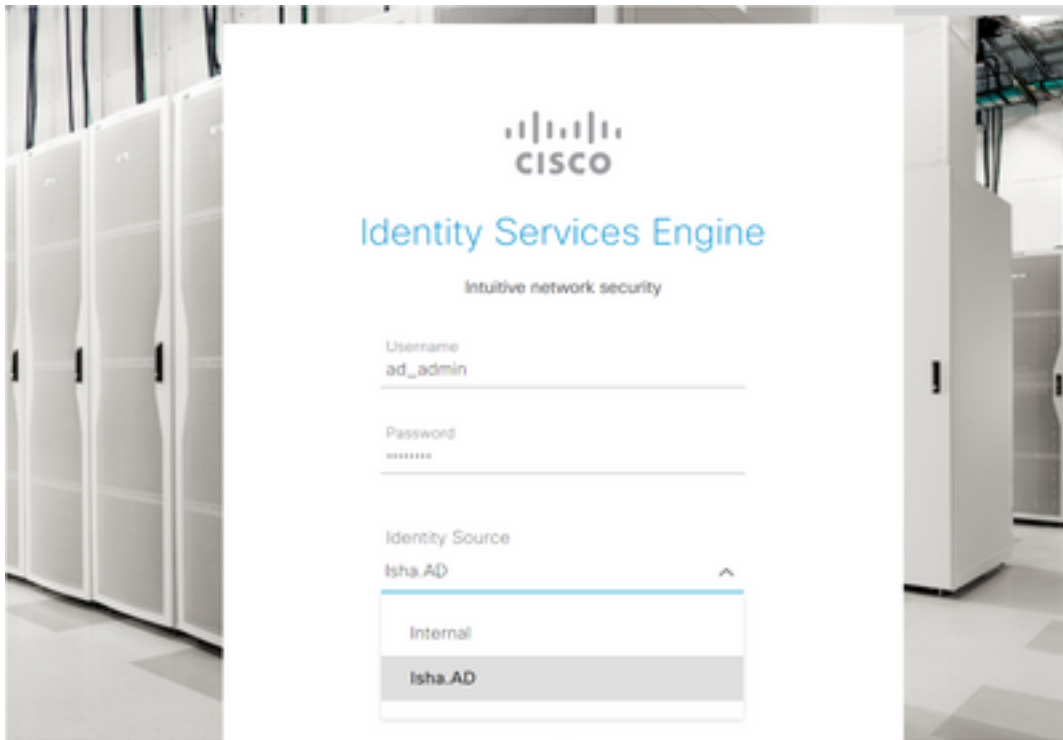 CISCO
Identity Services Engine
Intuitive network security
Username
ad_admin
Password
••••••••
Identity Source
Isha.AD
Internal
Isha.AD